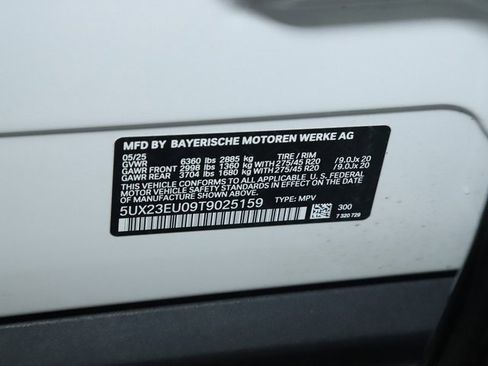 MFD BY BAYERISCHE MOTOREN WERKE AG
05/25 TIRE / RIM
GVWR 6360 lbs 2885 kg
GAWR FRONT 2998 lbs 1360 kg WITH 275/45 R20 /9.0Jx 20
GAWR REAR 3704 lbs 1680 kg WITH 275/45 R20 /9.0Jx 20
THIS VEHICLE CONFORMS TO ALL APPLICABLE U. S. FEDERAL
MOTOR VEHICLE SAFETY STANDARDS IN EFFECT ON THE DATE OF
MANUFACTURE SHOWN ABOVE.
5UX23EU09T9025159 TYPE: MPV 300
7 320 729